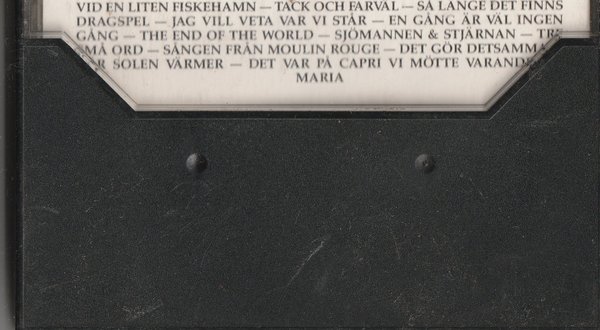 VID EN LITEN FISKEHAMN — TACK OCH FARVÄL — SÅ LÄNGE DET FINNS
DRAGSPEL — JAG VILL VETA VAR VI STÅR — EN GÅNG ÄR VÄL INGEN
GÅNG — THE END OF THE WORLD — SJÖMANNEN & STJÄRNAN —
SMÅ ORD — SÅNGEN FRÅN MOULIN ROUGE — DET GÖR DETSAMMA
SOLEN VÄRMER — DET VAR PÅ CAPRI VI MÖTTE
MARIA